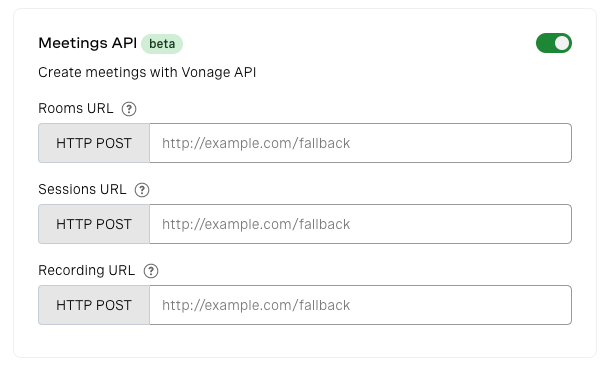 Meetings API beta
Create meetings with Vonage API
Rooms URL ?
HTTP POST http://example.com/fallback
Sessions URL ?
HTTP POST http://example.com/fallback
Recording URL ?
HTTP POST http://example.com/fallback